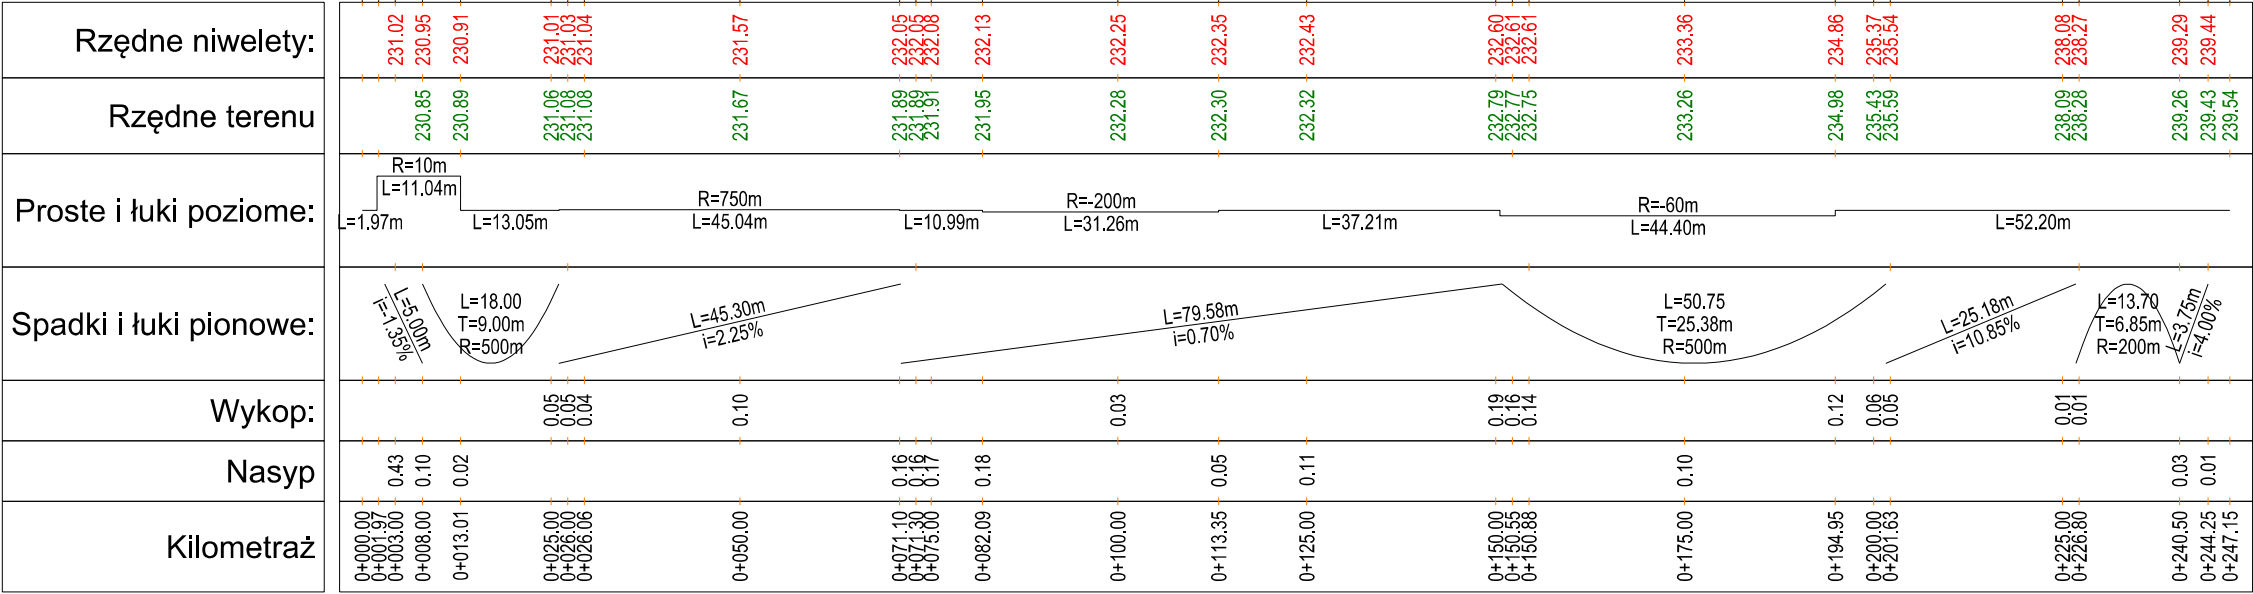 Rzędne niwelety:
231.02 230.95 230.91 231.01 231.03 231.04 231.57 232.05 232.05 232.08 232.13 232.25 232.35 232.43 232.60 232.61 232.61 233.36 234.86 235.37 235.54 238.08 238.27 239.29 239.44
Rzędne terenu
230.85 230.89 231.06 231.08 231.08 231.67 231.89 231.89 231.91 231.95 232.28 232.30 232.32 232.79 232.77 232.75 233.26 234.98 235.43 235.59 238.09 238.28 239.26 239.43 239.54
Proste i łuki poziome:
L=1.97m
R=10m
L=11.04m
L=13.05m
R=750m
L=45.04m
L=10.99m
R=-200m
L=31.26m
L=37.21m
R=-60m
L=44.40m
L=52.20m
Spadki i łuki pionowe:
L=5.00m
i=-1.35%
L=18.00
T=9.00m
R=500m
L=45.30m
i=2.25%
L=79.58m
i=0.70%
L=50.75
T=25.38m
R=500m
L=25.18m
i=10.85%
L=13.70
T=6.85m
R=200m
L=3.75m
i=4.00%
Wykop:
0.05 0.05 0.04 0.10 0.03 0.19 0.16 0.14 0.12 0.06 0.05 0.01 0.01
Nasyp
0.43 0.10 0.02 0.16 0.16 0.17 0.18 0.05 0.11 0.10 0.03 0.01
Kilometraż
0+000.00 0+001.97 0+003.00 0+008.00 0+013.01 0+025.00 0+026.00 0+026.06 0+050.00 0+071.10 0+071.30 0+075.00 0+082.09 0+100.00 0+113.35 0+125.00 0+150.00 0+150.55 0+150.88 0+175.00 0+194.95 0+200.00 0+201.63 0+225.00 0+226.80 0+240.50 0+244.25 0+247.15